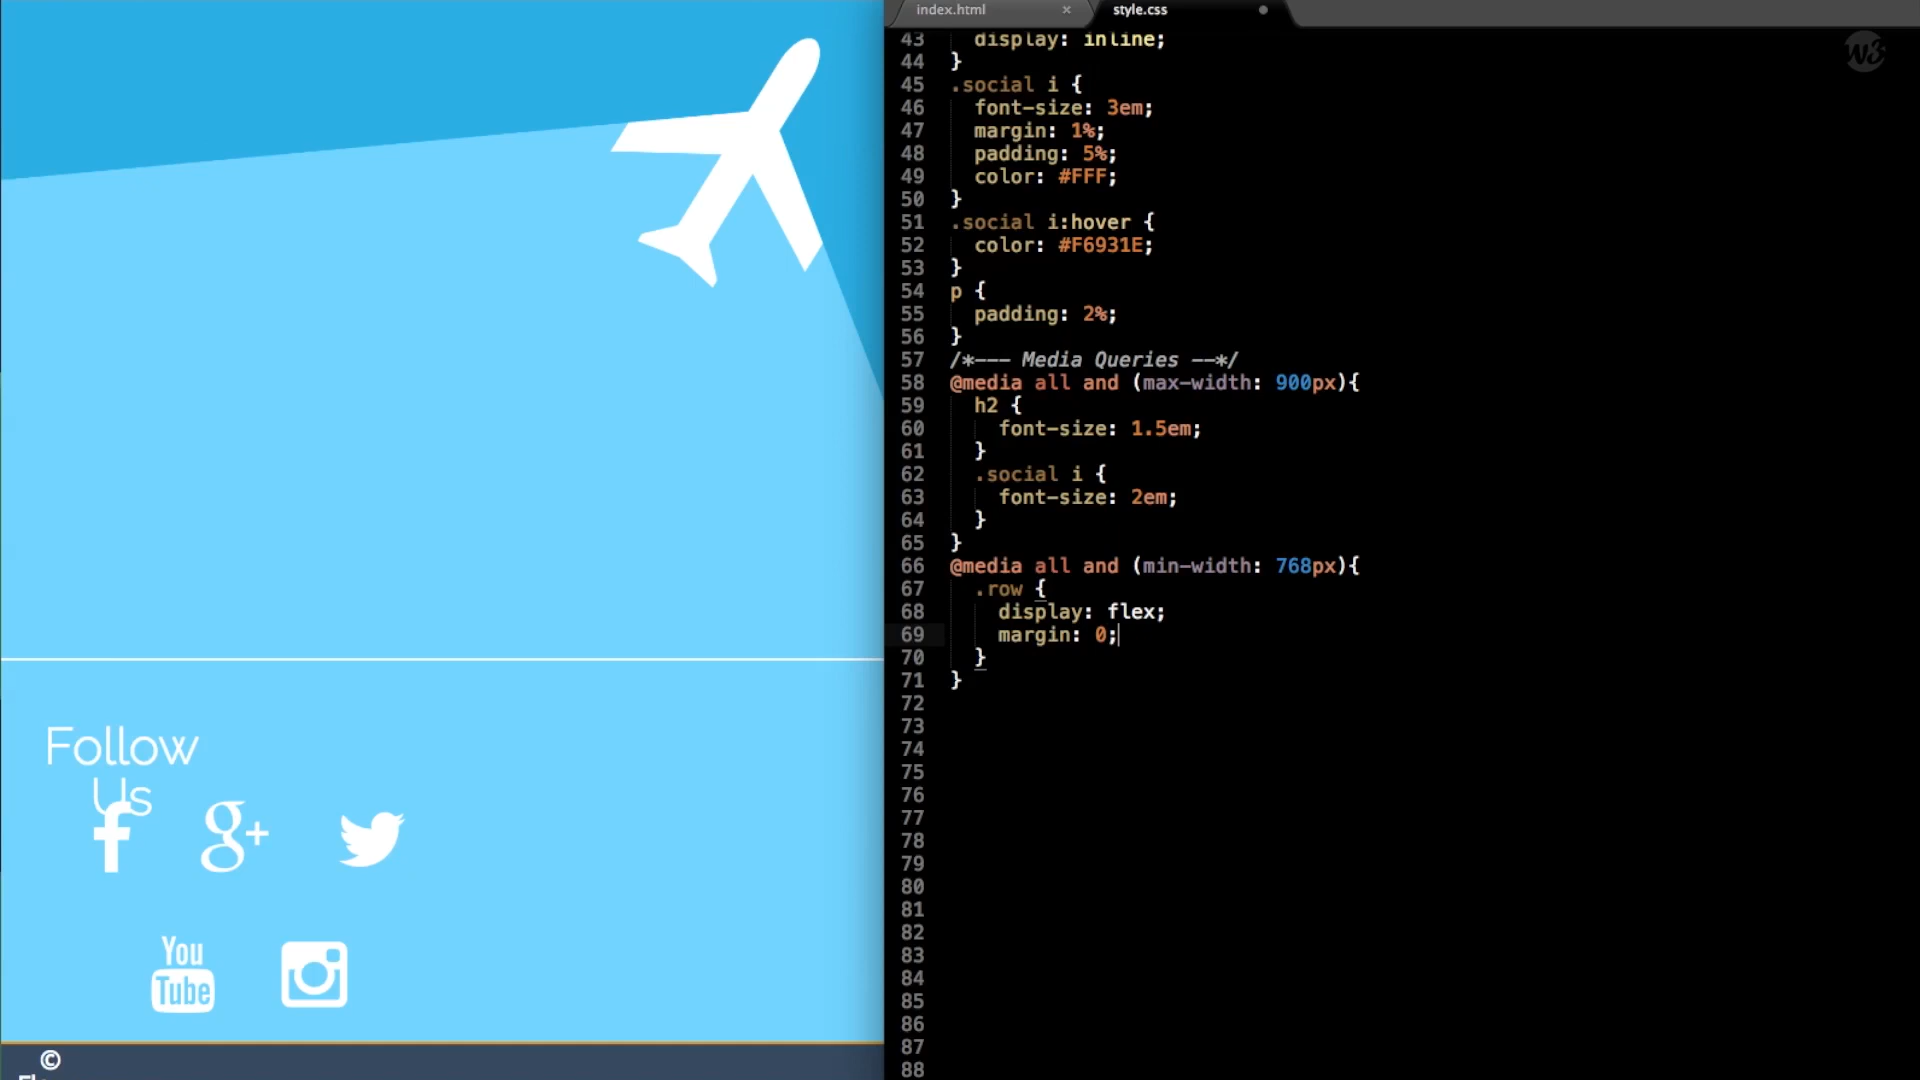 index.html × style.css
43 display: inline;
44 }
45 .social i {
46 font-size: 3em;
47 margin: 1%;
48 padding: 5%;
49 color: #FFF;
50 }
51 .social i:hover {
52 color: #F6931E;
53 }
54 p {
55 padding: 2%;
56 }
57 /*--- Media Queries --*/
58 @media all and (max-width: 900px){
59 h2 {
60 font-size: 1.5em;
61 }
62 .social i {
63 font-size: 2em;
64 }
65 }
66 @media all and (min-width: 768px){
67 .row {
68 display: flex;
69 margin: 0;
70 }
71 }
72
73
74
75
76
77
78
79
80
81
82
83
84
85
86
87
88
W3
Follow
Us
f g+
You
Tube
©